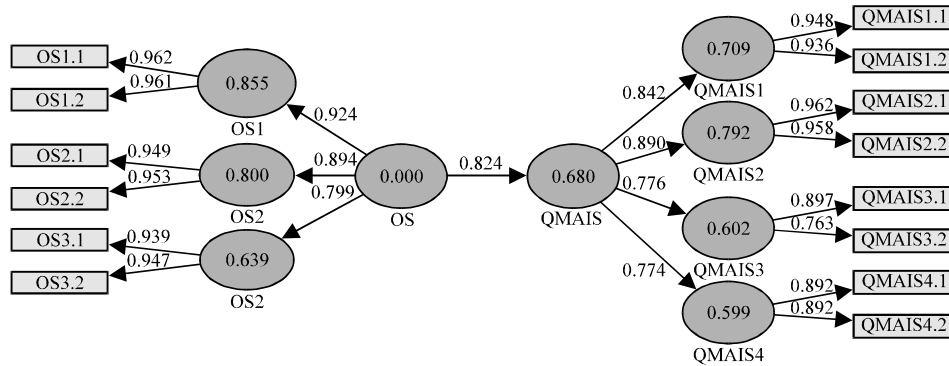 OS1.1
OS1.2
0.962
0.961
0.855
OS1
OS2.1
OS2.2
0.949
0.953
0.800
OS2
OS3.1
OS3.2
0.939
0.947
0.639
OS2
0.924
0.894
0.799
0.000
OS
0.824
0.680
QMAIS
0.842
0.890
0.776
0.774
0.709
QMAIS1
0.948
0.936
QMAIS1.1
QMAIS1.2
0.792
QMAIS2
0.962
0.958
QMAIS2.1
QMAIS2.2
0.602
QMAIS3
0.897
0.763
QMAIS3.1
QMAIS3.2
0.599
QMAIS4
0.892
0.892
QMAIS4.1
QMAIS4.2